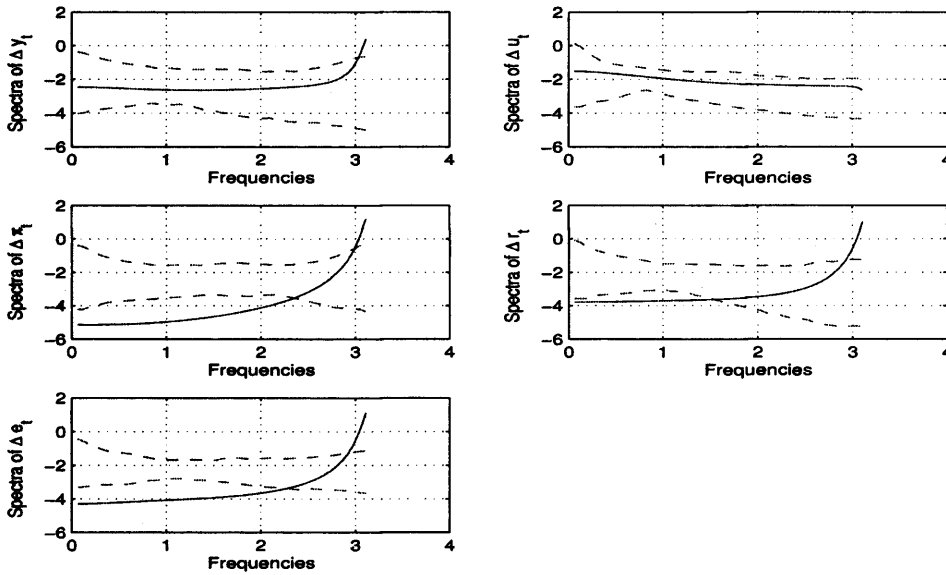 Spectra of Δ y_t
2
0
−2
−4
−6
0 1 2 3 4
Frequencies
Spectra of Δ u_t
2
0
−2
−4
−6
0 1 2 3 4
Frequencies
Spectra of Δ π_t
2
0
−2
−4
−6
0 1 2 3 4
Frequencies
Spectra of Δ r_t
2
0
−2
−4
−6
0 1 2 3 4
Frequencies
Spectra of Δ e_t
2
0
−2
−4
−6
0 1 2 3 4
Frequencies